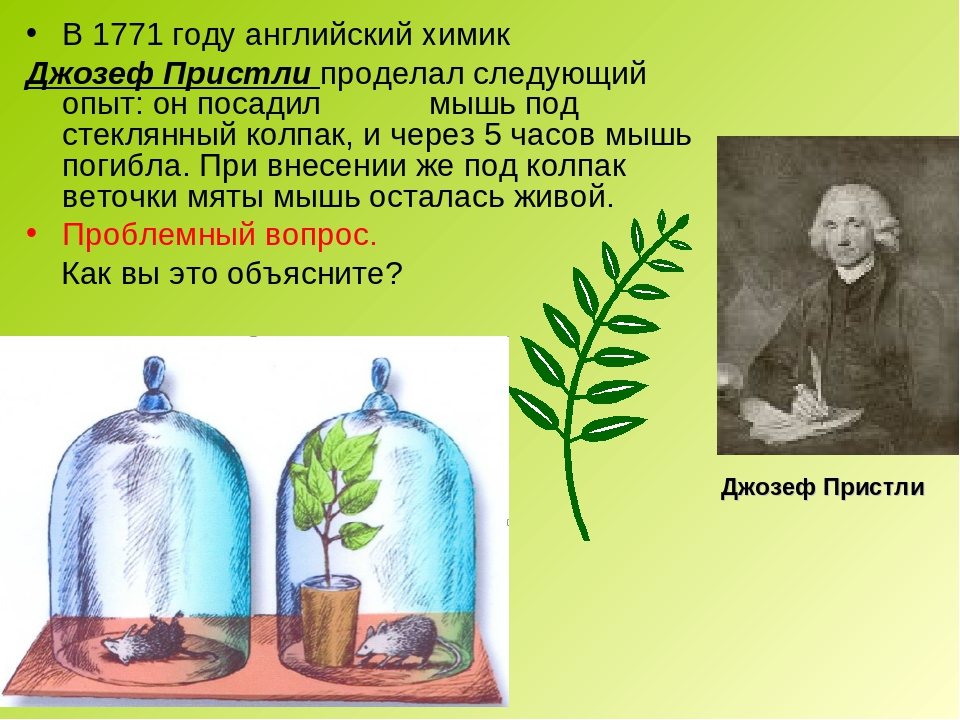 • В 1771 году английский химик
Джозеф Пристли проделал следующий
опыт: он посадил мышь под
стеклянный колпак, и через 5 часов мышь
погибла. При внесении же под колпак
веточки мяты мышь осталась живой.
• Проблемный вопрос.
Как вы это объясните?
Джозеф Пристли